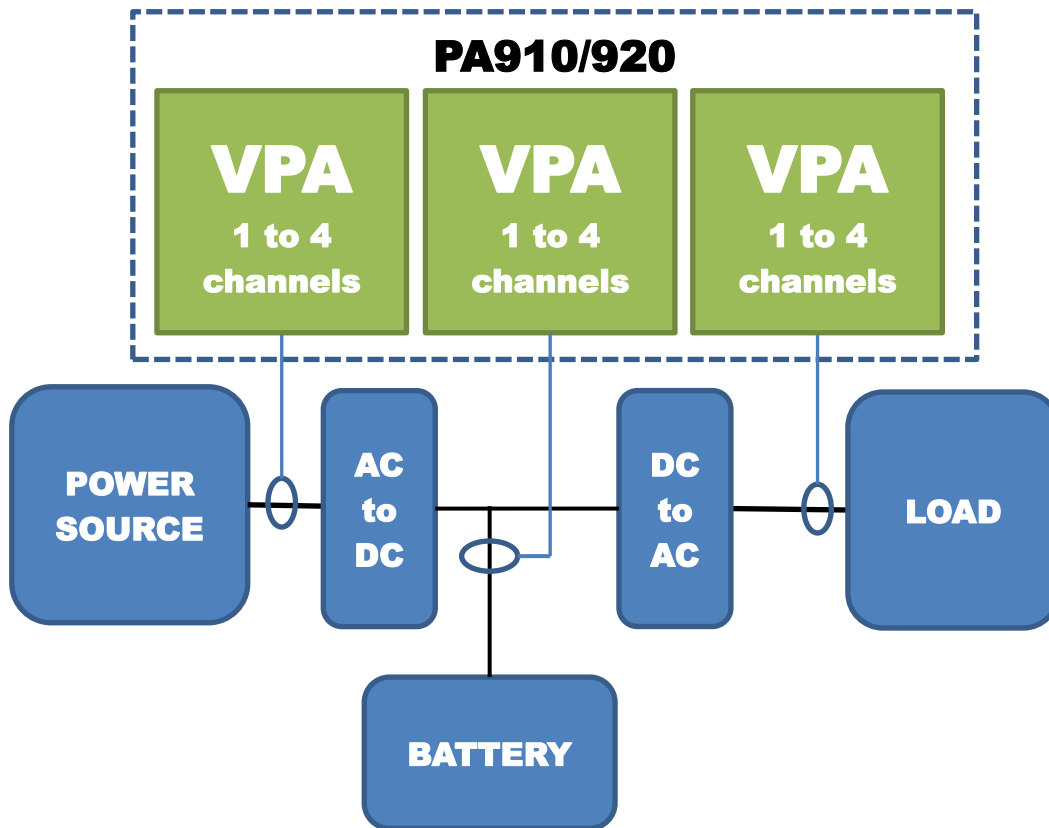 PA910/920
VPA
1 to 4
channels
VPA
1 to 4
channels
VPA
1 to 4
channels
POWER
SOURCE
AC
to
DC
DC
to
AC
LOAD
BATTERY